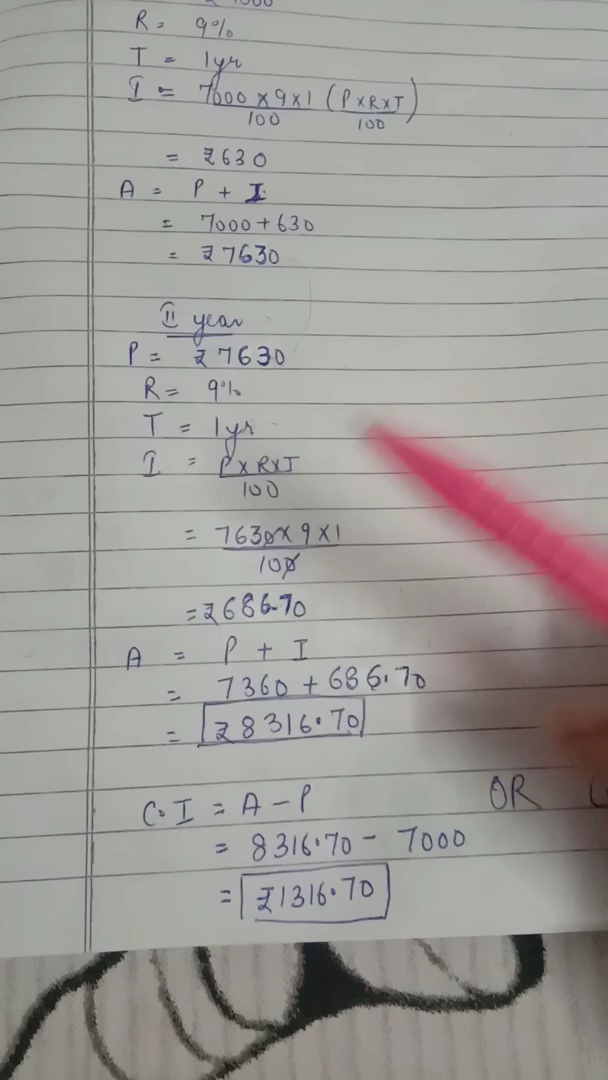 R = 9%
T = 1yr
I = 7000 × 9 × 1 / 100 (P × R × T / 100)
= ₹630
A = P + I
= 7000 + 630
= ₹7630
II year
P = ₹7630
R = 9%
T = 1yr
I = P × R × T / 100
= 7630 × 9 × 1 / 100
= ₹686.70
A = P + I
= 7360 + 686.70
= ₹8316.70
C.I = A - P OR
= 8316.70 - 7000
= ₹1316.70